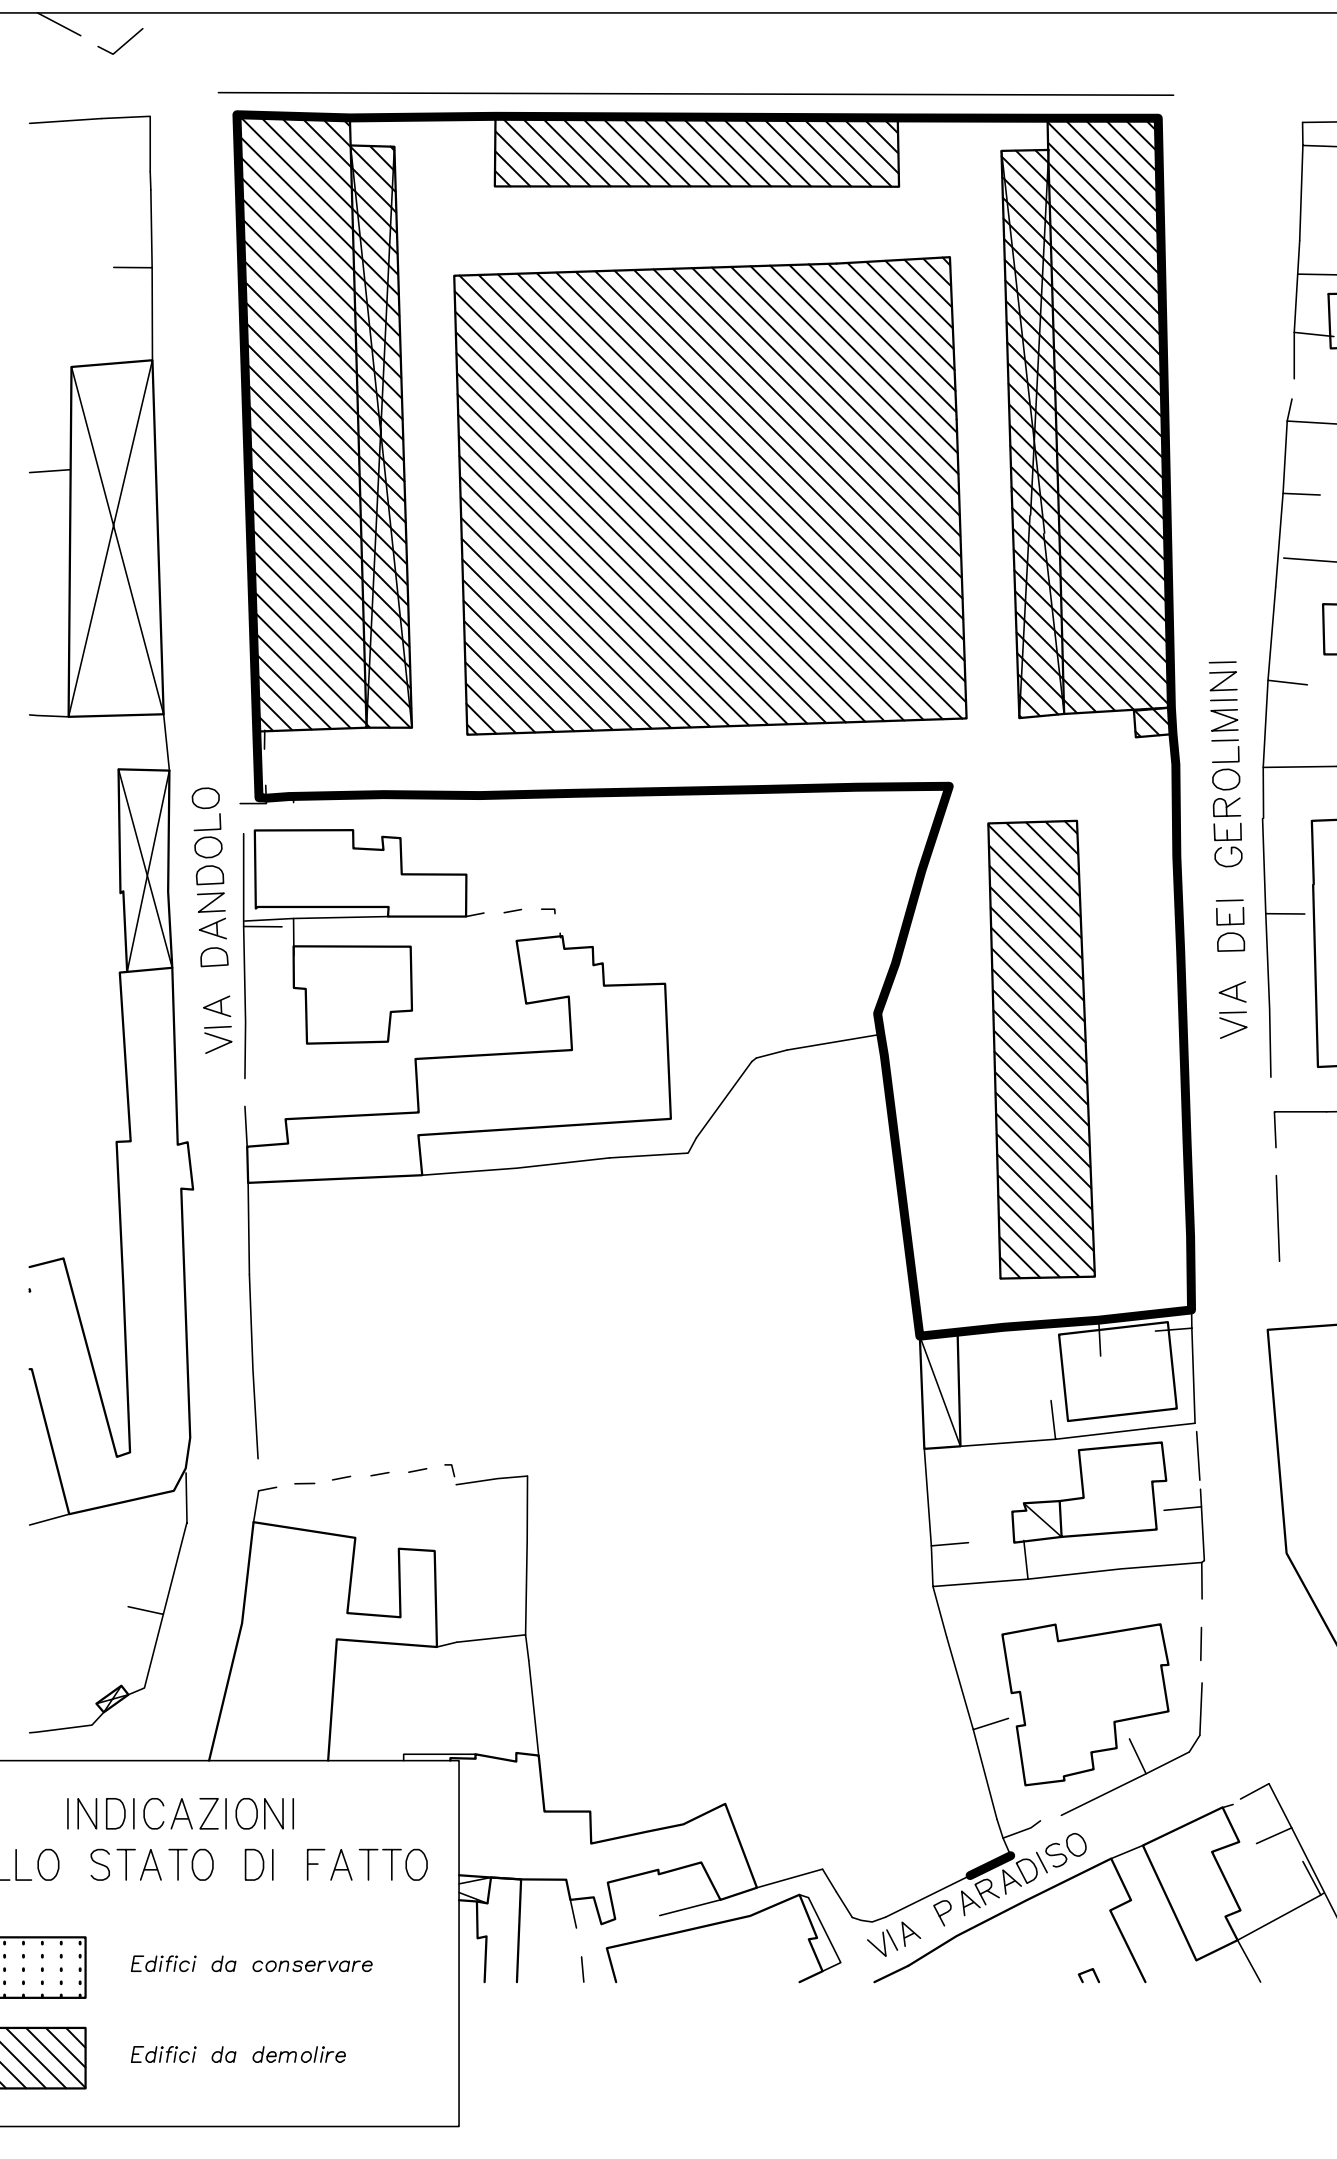 VIA DEI GEROLIMINI
VIA DANDOLO
VIA PARADISO
INDICAZIONI
LLO STATO DI FATTO
Edifici da conservare
Edifici da demolire